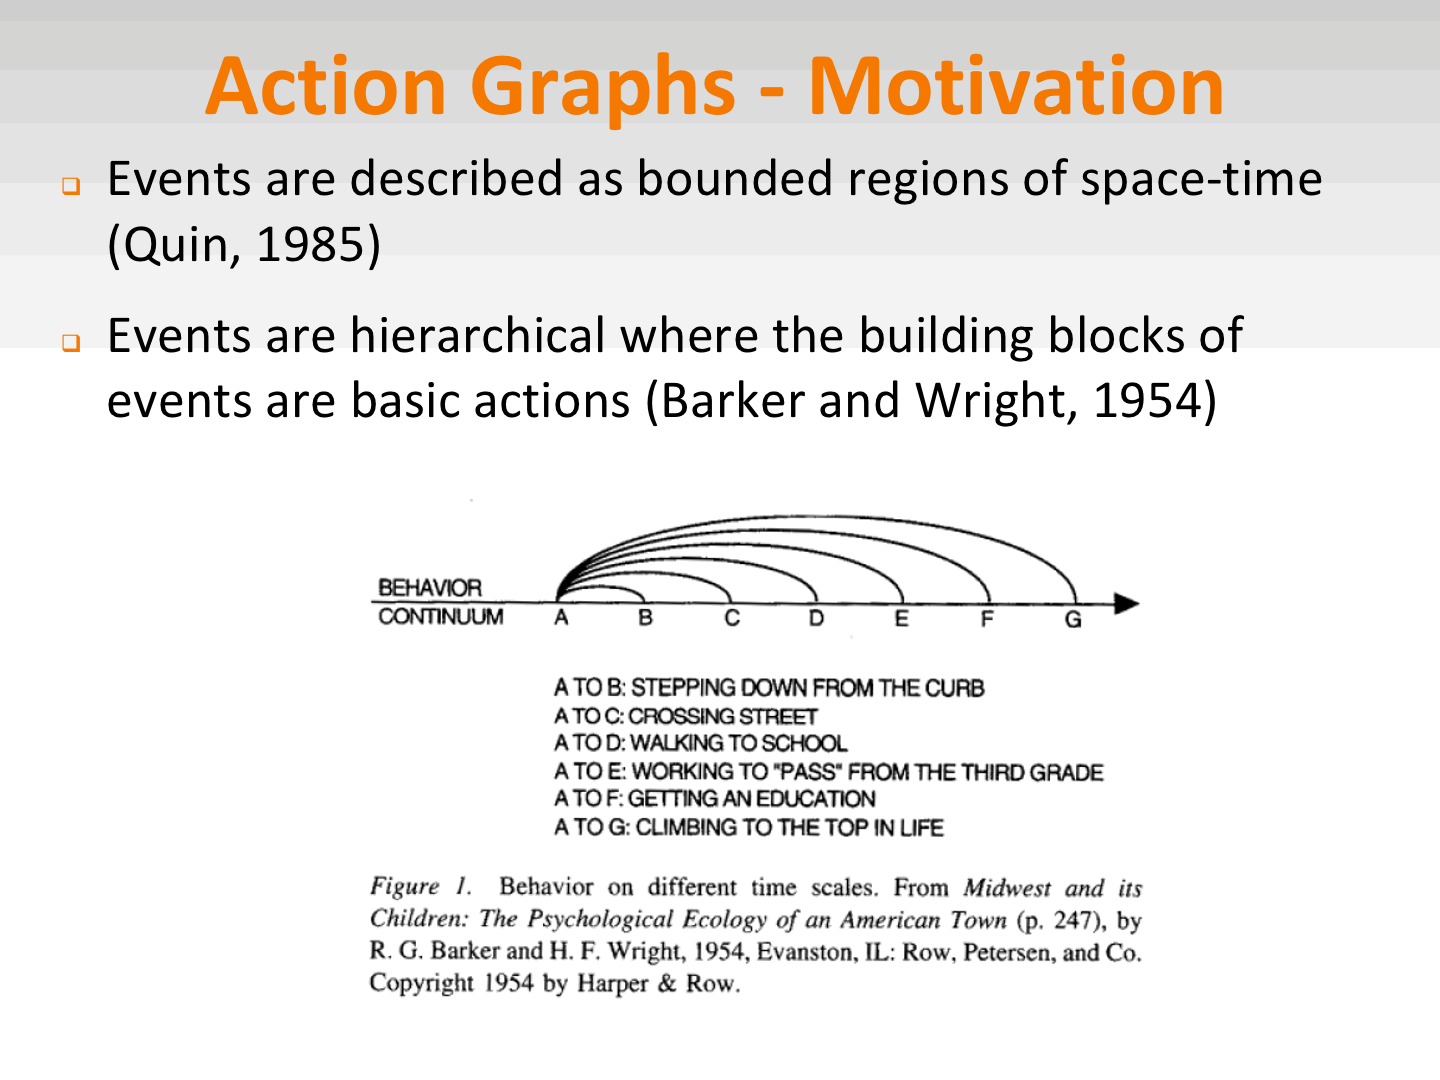 Action Graphs - Motivation
Events are described as bounded regions of space-time
(Quin, 1985)
Events are hierarchical where the building blocks of
events are basic actions (Barker and Wright, 1954)
BEHAVIOR
CONTINUUM A B C D E F G
A TO B: STEPPING DOWN FROM THE CURB
A TO C: CROSSING STREET
A TO D: WALKING TO SCHOOL
A TO E: WORKING TO "PASS" FROM THE THIRD GRADE
A TO F: GETTING AN EDUCATION
A TO G: CLIMBING TO THE TOP IN LIFE
Figure 1. Behavior on different time scales. From Midwest and its
Children: The Psychological Ecology of an American Town (p. 247), by
R. G. Barker and H. F. Wright, 1954, Evanston, IL: Row, Petersen, and Co.
Copyright 1954 by Harper & Row.